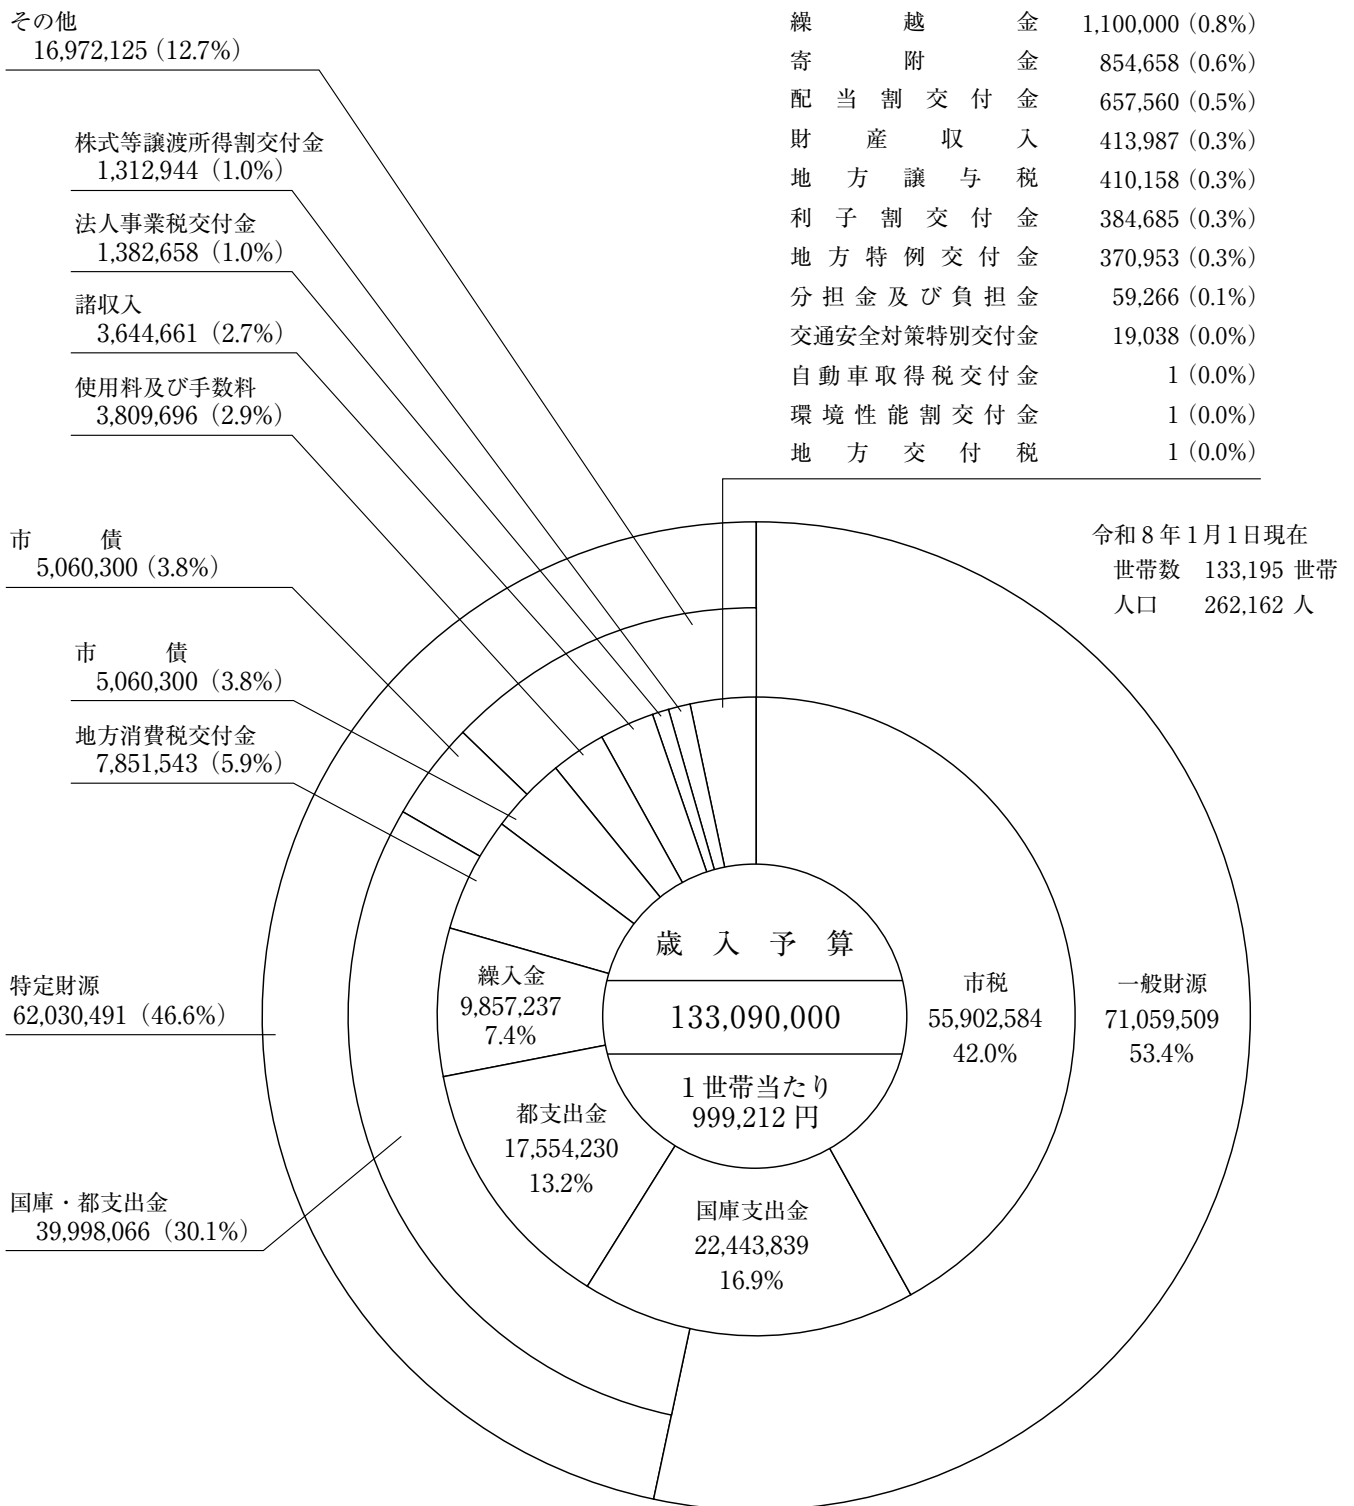 その他
16,972,125 (12.7%)
株式等譲渡所得割交付金
1,312,944 (1.0%)
法人事業税交付金
1,382,658 (1.0%)
諸収入
3,644,661 (2.7%)
使用料及び手数料
3,809,696 (2.9%)
市債
5,060,300 (3.8%)
市債
5,060,300 (3.8%)
地方消費税交付金
7,851,543 (5.9%)
特定財源
62,030,491 (46.6%)
国庫・都支出金
39,998,066 (30.1%)
繰越金 1,100,000 (0.8%)
寄附金 854,658 (0.6%)
配当割交付金 657,560 (0.5%)
財産収入 413,987 (0.3%)
地方譲与税 410,158 (0.3%)
利子割交付金 384,685 (0.3%)
地方特例交付金 370,953 (0.3%)
分担金及び負担金 59,266 (0.1%)
交通安全対策特別交付金 19,038 (0.0%)
自動車取得税交付金 1 (0.0%)
環境性能割交付金 1 (0.0%)
地方交付税 1 (0.0%)
令和8年1月1日現在
世帯数 133,195 世帯
人口 262,162 人
歳入予算
133,090,000
1世帯当たり
999,212 円
繰入金
9,857,237
7.4%
都支出金
17,554,230
13.2%
国庫支出金
22,443,839
16.9%
市税
55,902,584
42.0%
一般財源
71,059,509
53.4%